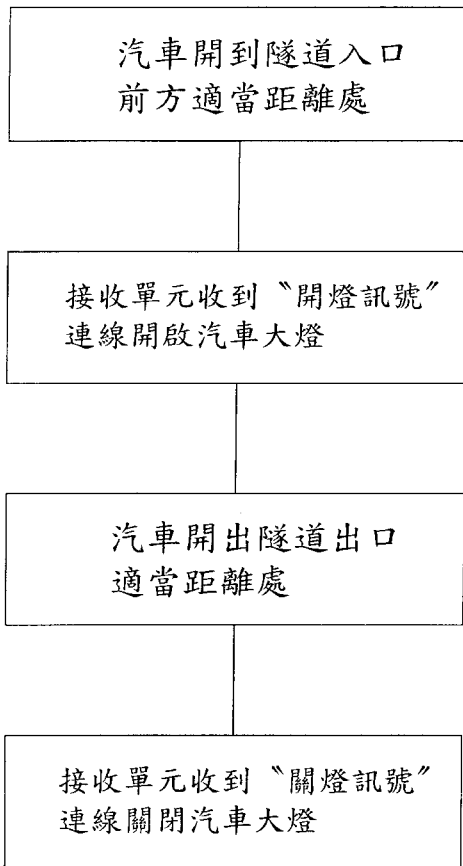 汽車開到隧道入口
前方適當距離處
接收單元收到〝開燈訊號〞
連線開啟汽車大燈
汽車開出隧道出口
適當距離處
接收單元收到〝關燈訊號〞
連線關閉汽車大燈